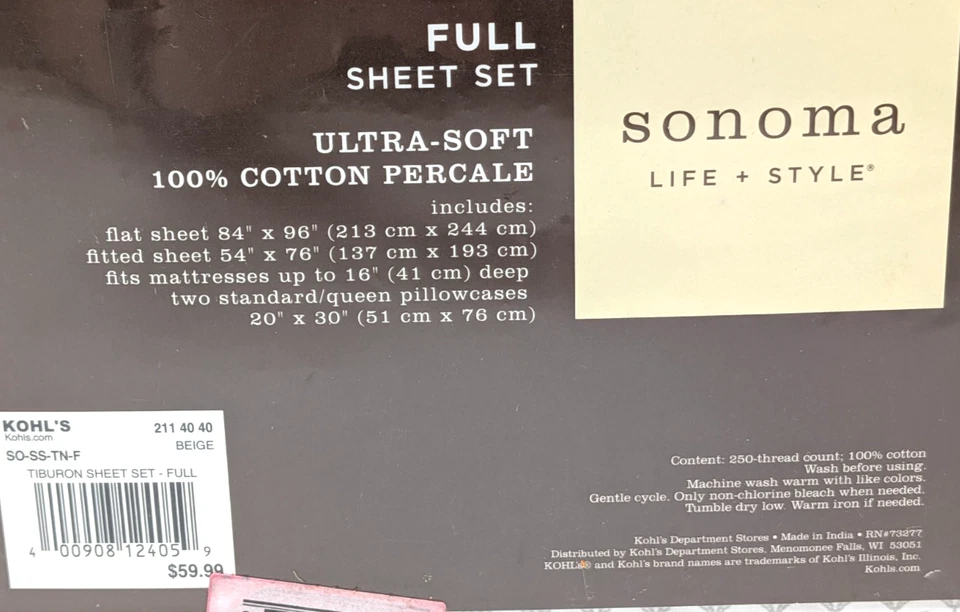 FULL
SHEET SET
ULTRA-SOFT
100% COTTON PERCALE
includes:
flat sheet 84" x 96" (213 cm x 244 cm)
fitted sheet 54" x 76" (137 cm x 193 cm)
fits mattresses up to 16" (41 cm) deep
two standard/queen pillowcases
20" x 30" (51 cm x 76 cm)
sonoma
LIFE + STYLE®
KOHL'S
Kohls.com
211 40 40
BEIGE
SO-SS-TN-F
TIBURON SHEET SET - FULL
4 00908 12405 9
$59.99
Content: 250-thread count; 100% cotton
Wash before using.
Machine wash warm with like colors.
Gentle cycle. Only non-chlorine bleach when needed.
Tumble dry low. Warm iron if needed.
Kohl's Department Stores • Made in India • RN#73277
Distributed by Kohl's Department Stores, Menomonee Falls, WI 53051
KOHL'S® and Kohl's brand names are trademarks of Kohl's Illinois, Inc.
Kohls.com